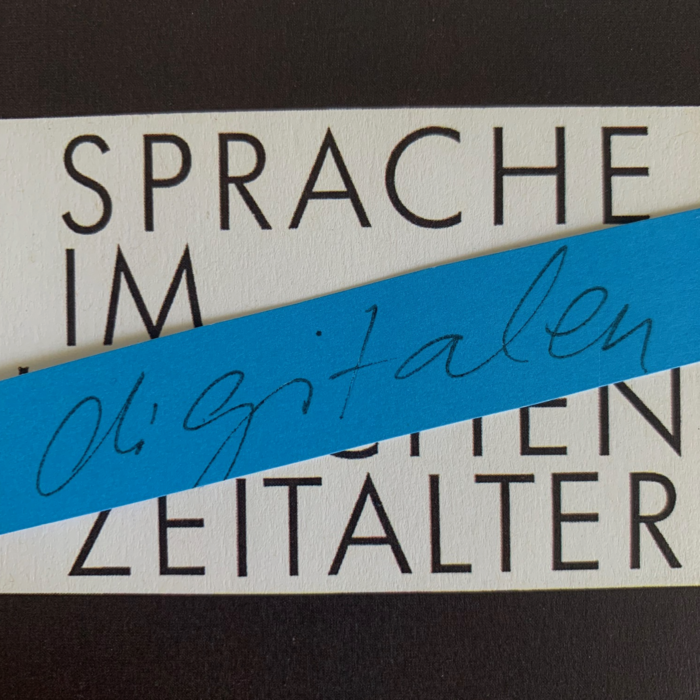 SPRACHE
IM
digitalen
ZEITALTER